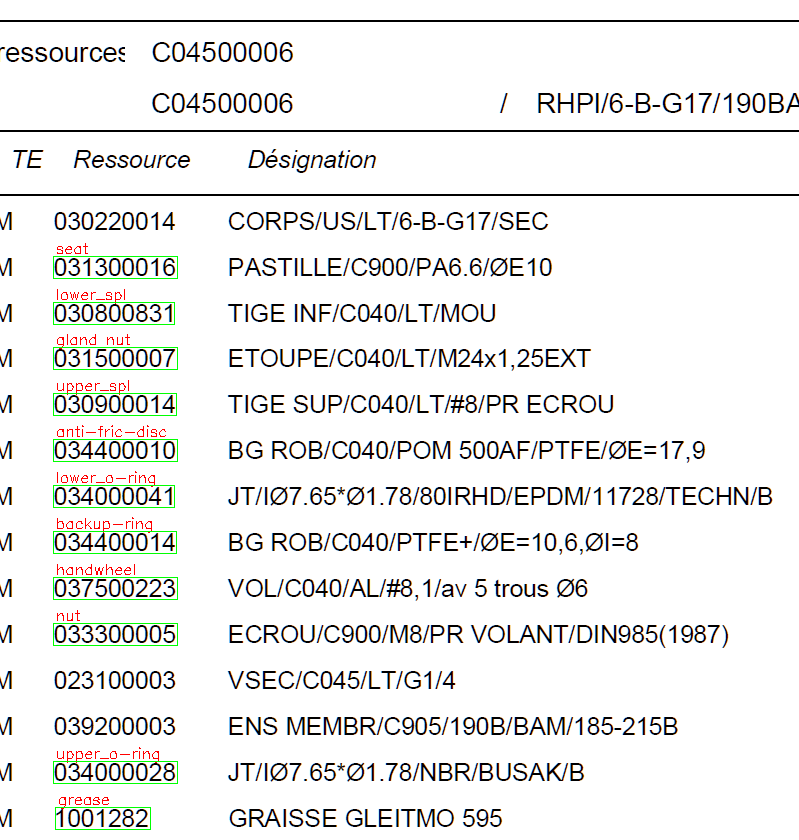 ressources C04500006
C04500006 / RHPI/6-B-G17/190BA
TE Ressource Désignation
M 030220014 CORPS/US/LT/6-B-G17/SEC
seat
M 031300016 PASTILLE/C900/PA6.6/ØE10
lower_spl
M 030800831 TIGE INF/C040/LT/MOU
gland_nut
M 031500007 ETOUPE/C040/LT/M24x1,25EXT
upper_spl
M 030900014 TIGE SUP/C040/LT/#8/PR ECROU
anti-fric-disc
M 034400010 BG ROB/C040/POM 500AF/PTFE/ØE=17,9
lower_o-ring
M 034000041 JT/IØ7.65*Ø1.78/80IRHD/EPDM/11728/TECHN/B
backup-ring
M 034400014 BG ROB/C040/PTFE+/ØE=10,6,ØI=8
handwheel
M 037500223 VOL/C040/AL/#8,1/av 5 trous Ø6
nut
M 033300005 ECROU/C900/M8/PR VOLANT/DIN985(1987)
M 023100003 VSEC/C045/LT/G1/4
M 039200003 ENS MEMBR/C905/190B/BAM/185-215B
upper_o-ring
M 034000028 JT/IØ7.65*Ø1.78/NBR/BUSAK/B
grease
M 1001282 GRAISSE GLEITMO 595